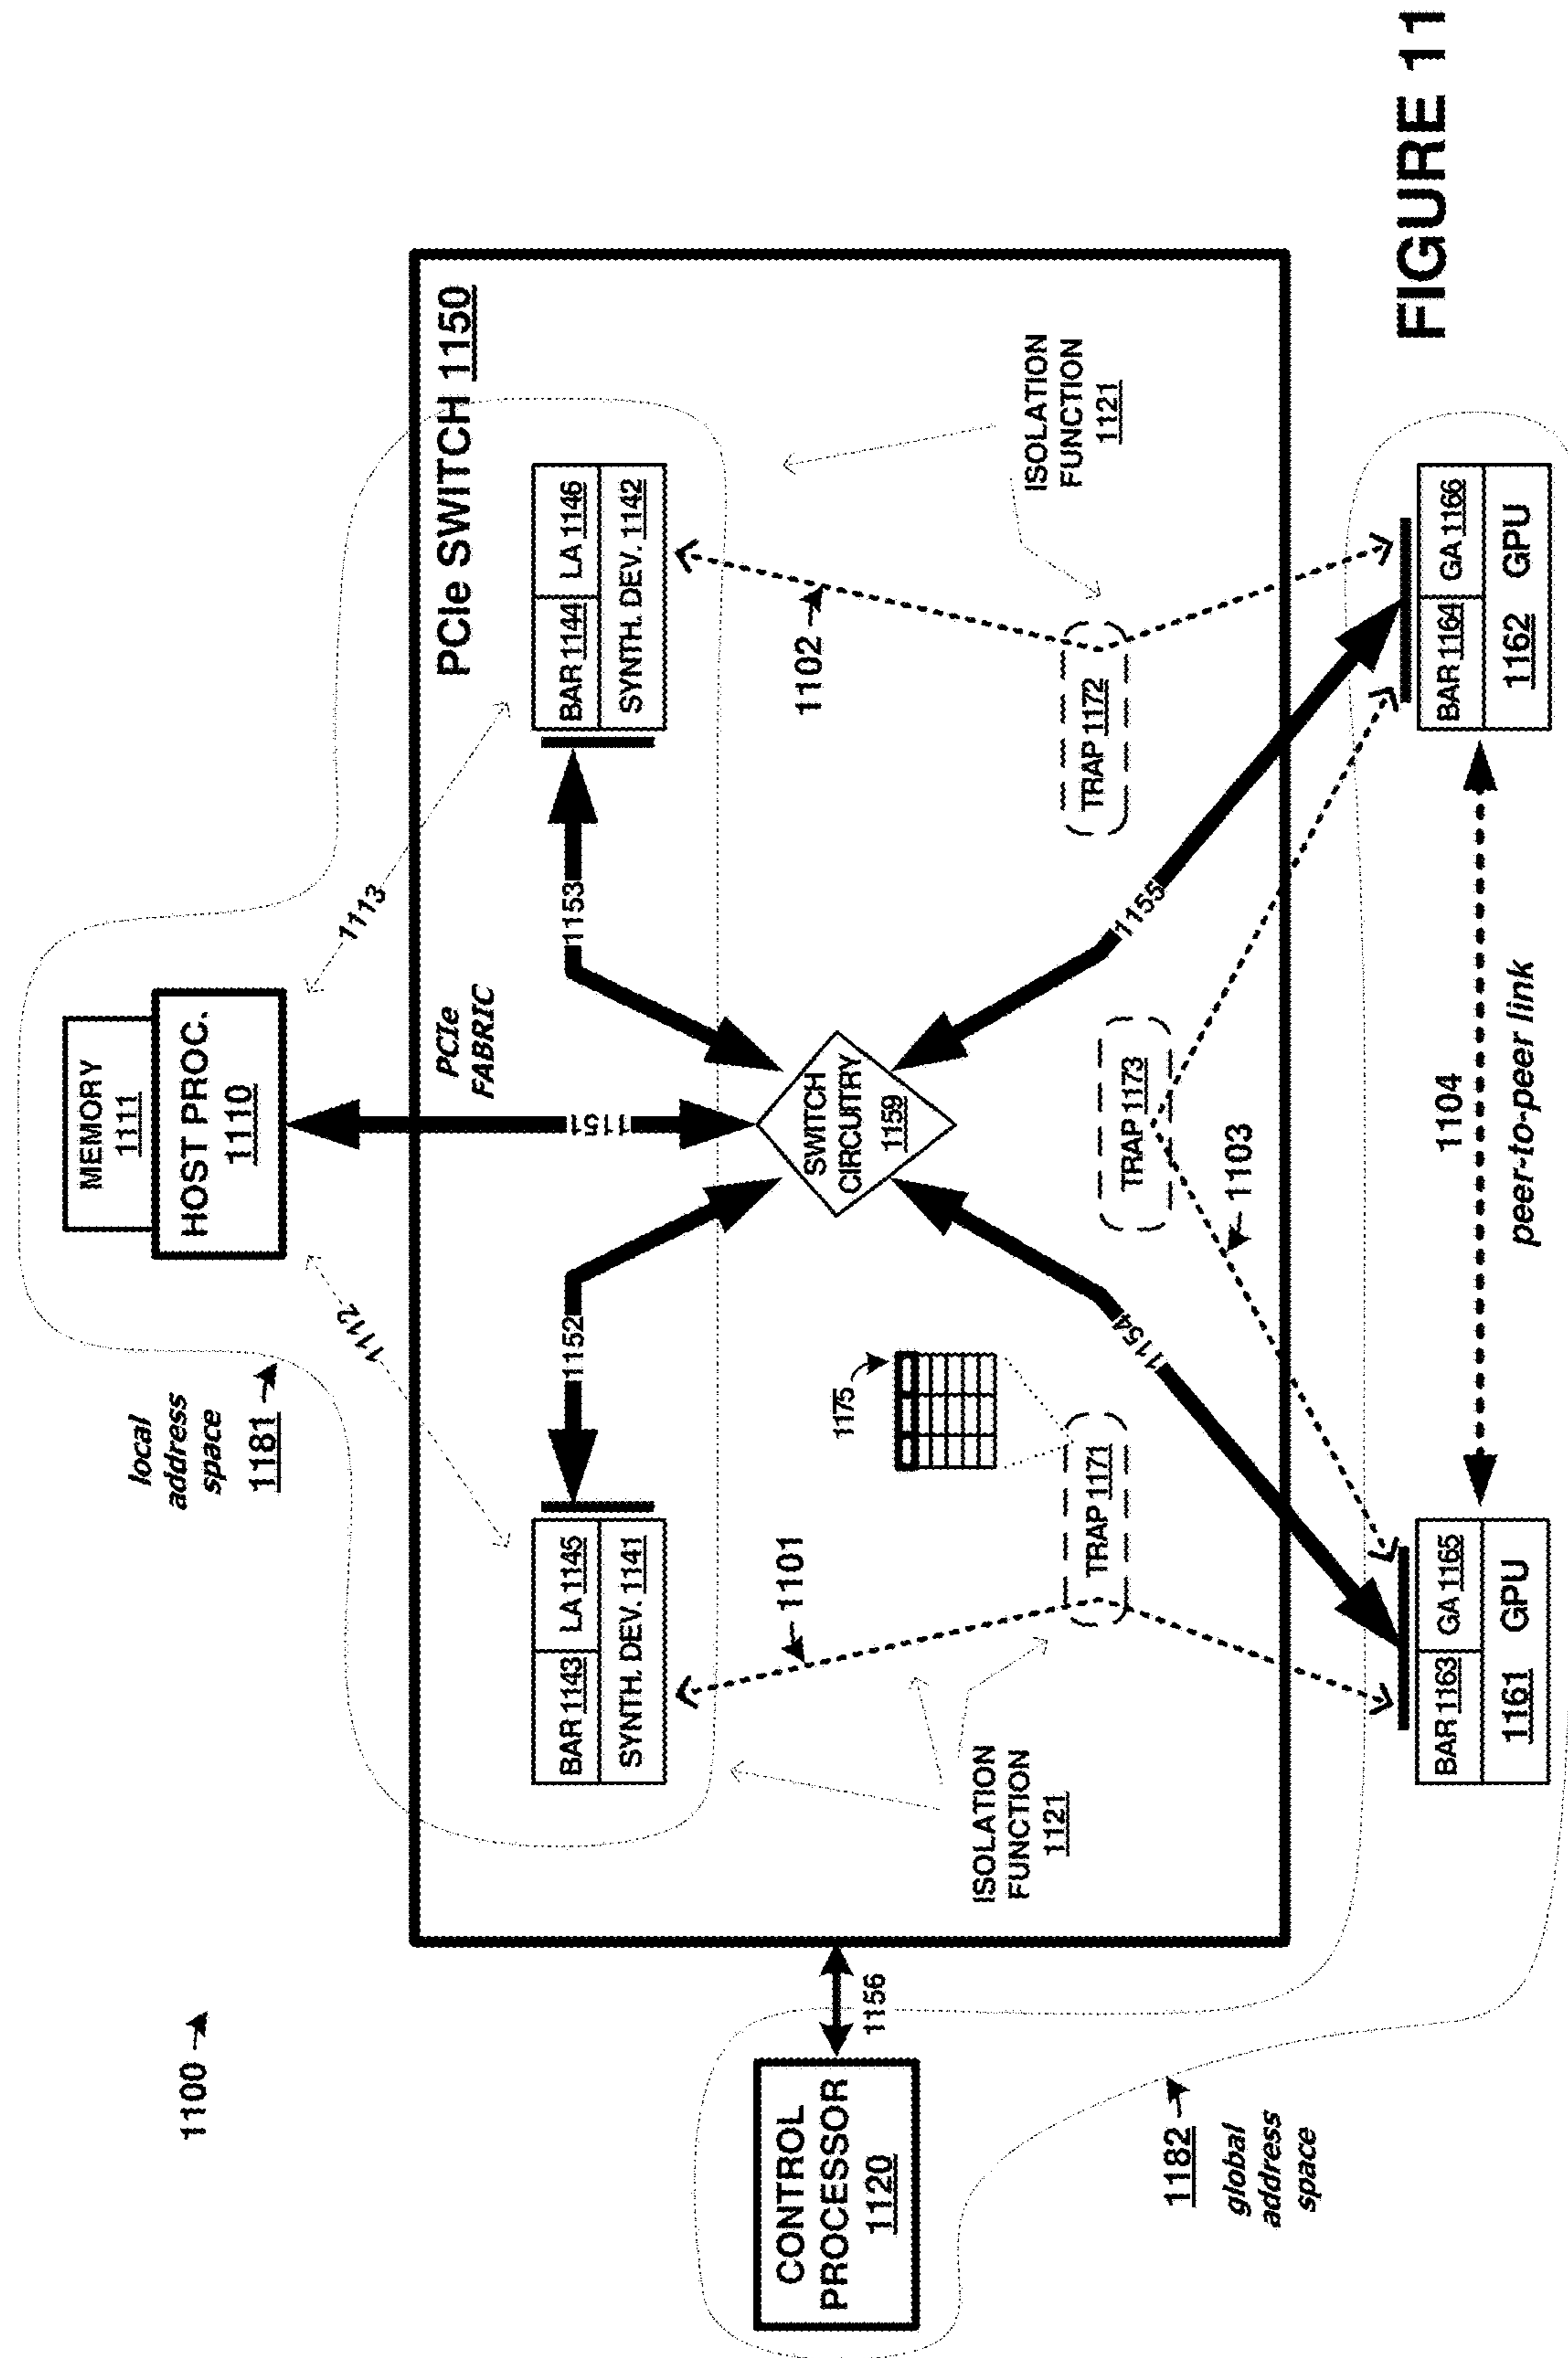 1100
MEMORY
1111
HOST PROC.
1110
local
address
space
1181
1112
1113
PCIe
FABRIC
PCIe SWITCH 1150
1151
1152
1153
BAR 1143
LA 1145
SYNTH. DEV. 1141
BAR 1144
LA 1146
SYNTH. DEV. 1142
CONTROL
PROCESSOR
1120
1156
SWITCH
CIRCUITRY
1159
1101
1102
1175
ISOLATION
FUNCTION
1121
ISOLATION
FUNCTION
1121
TRAP 1171
TRAP 1172
TRAP 1173
1154
1155
1103
1182
global
address
space
BAR 1163
GA 1165
1161 GPU
BAR 1164
GA 1166
1162 GPU
1104
peer-to-peer link
FIGURE 11